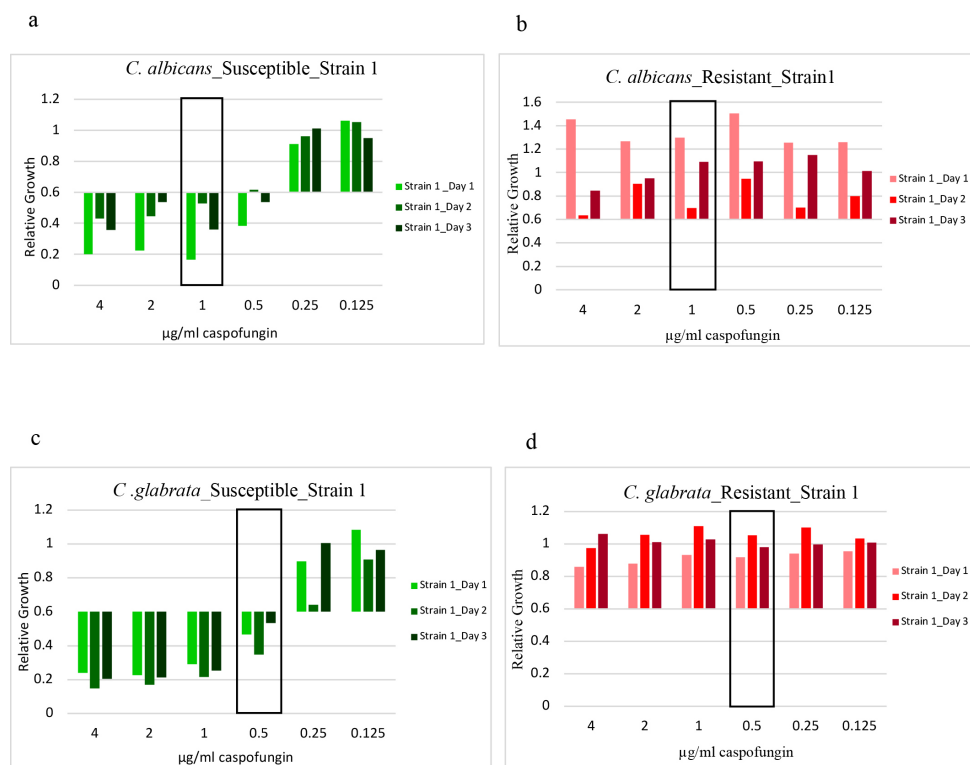 a
C. albicans_Susceptible_Strain 1
1.2
1
0.8
0.6
0.4
0.2
0
Relative Growth
4 2 1 0.5 0.25 0.125
µg/ml caspofungin
Strain 1_Day 1
Strain 1_Day 2
Strain 1_Day 3
b
C. albicans_Resistant_Strain1
1.6
1.4
1.2
1
0.8
0.6
0.4
0.2
0
Relative Growth
4 2 1 0.5 0.25 0.125
µg/ml caspofungin
Strain 1_Day 1
Strain 1_Day 2
Strain 1_Day 3
c
C .glabrata_Susceptible_Strain 1
1.2
1
0.8
0.6
0.4
0.2
0
Relative Growth
4 2 1 0.5 0.25 0.125
µg/ml caspofungin
Strain 1_Day 1
Strain 1_Day 2
Strain 1_Day 3
d
C. glabrata_Resistant_Strain 1
1.2
1
0.8
0.6
0.4
0.2
0
Relative Growth
4 2 1 0.5 0.25 0.125
µg/ml caspofungin
Strain 1_Day 1
Strain 1_Day 2
Strain 1_Day 3